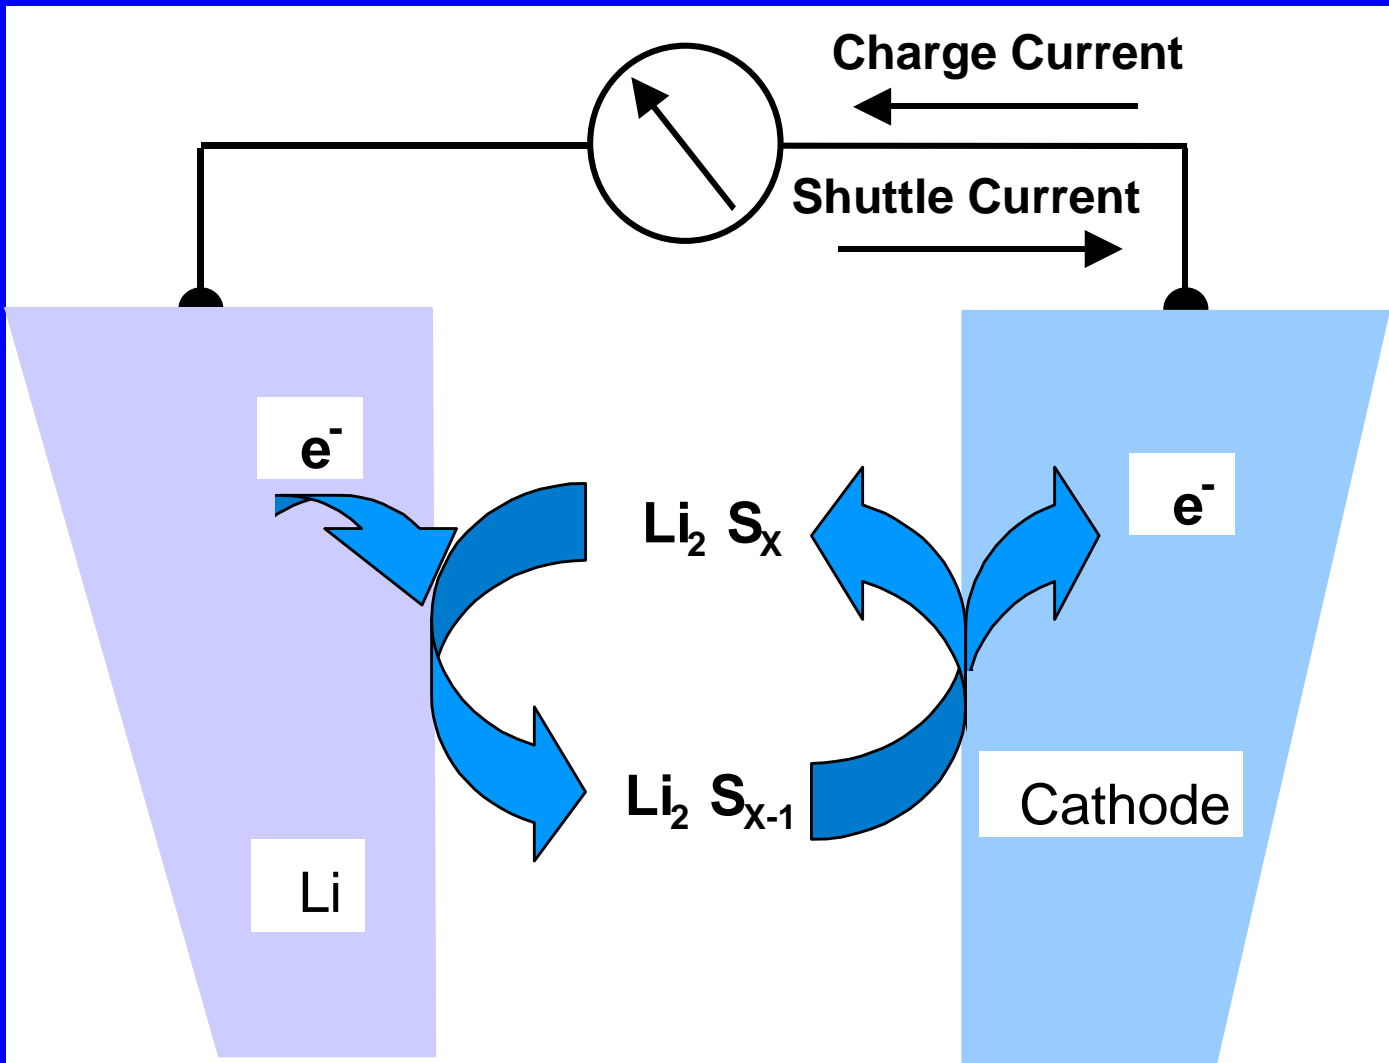 Charge Current
Shuttle Current
e-
e-
Li2 SX
Li2 SX-1
Cathode
Li